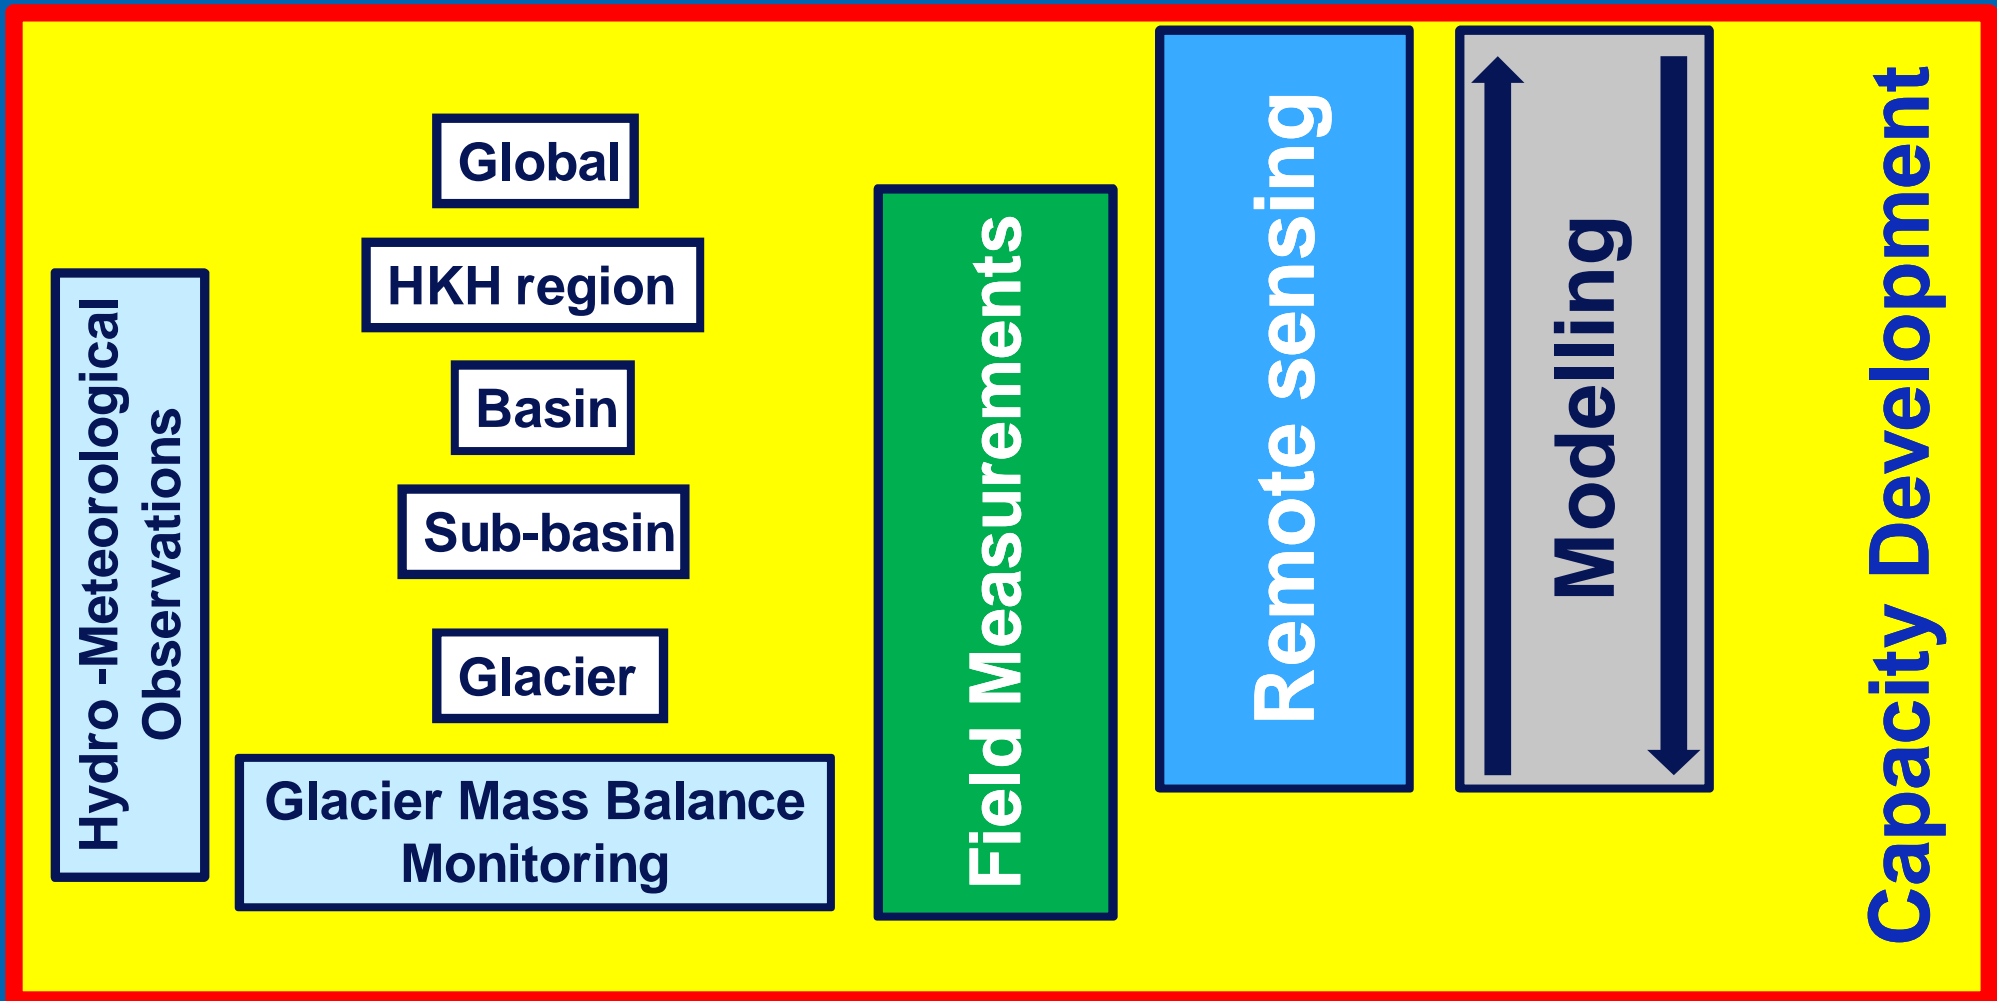 Hydro -Meteorological
Observations
Global
HKH region
Basin
Sub-basin
Glacier
Glacier Mass Balance
Monitoring
Field Measurements
Remote sensing
Modelling
Capacity Development